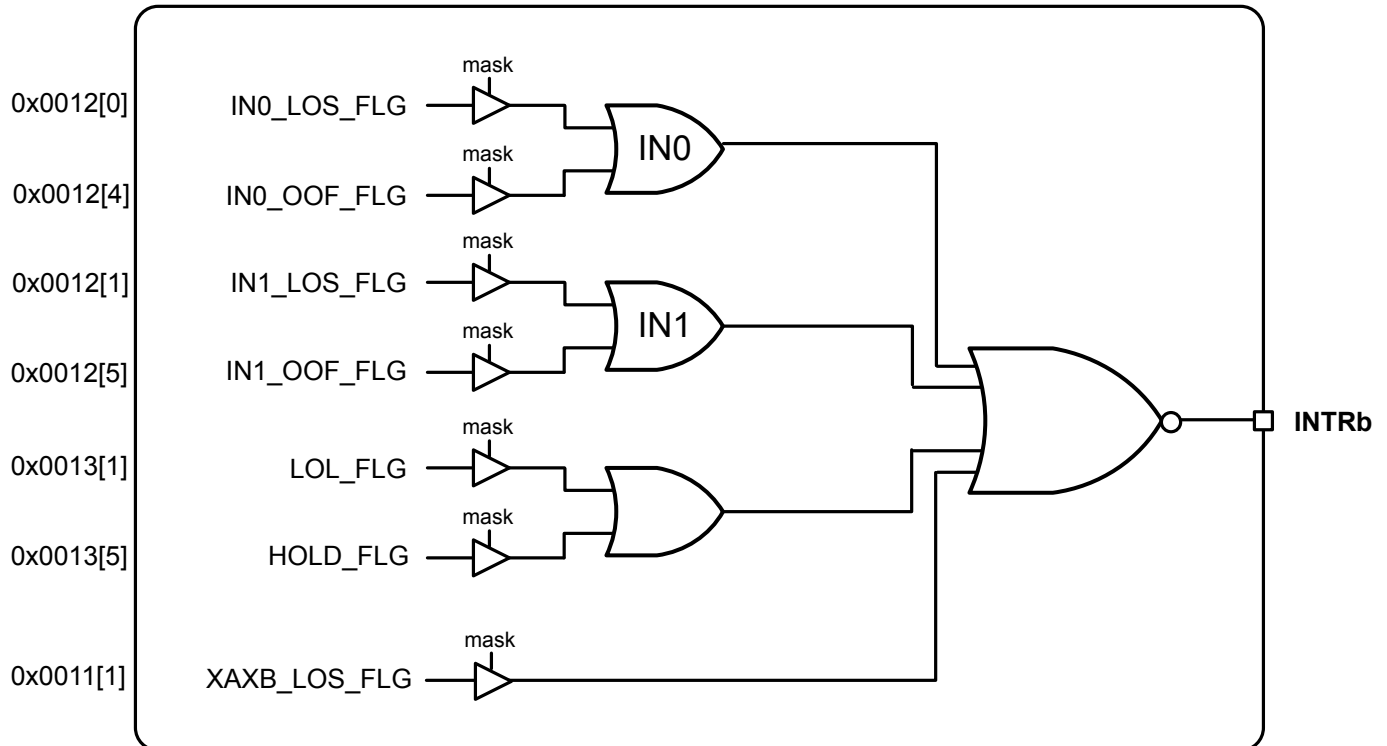 mask
0x0012[0] IN0_LOS_FLG
IN0
mask
0x0012[4] IN0_OOF_FLG
mask
0x0012[1] IN1_LOS_FLG
IN1
mask
0x0012[5] IN1_OOF_FLG
INTRb
mask
0x0013[1] LOL_FLG
mask
0x0013[5] HOLD_FLG
mask
0x0011[1] XAXB_LOS_FLG